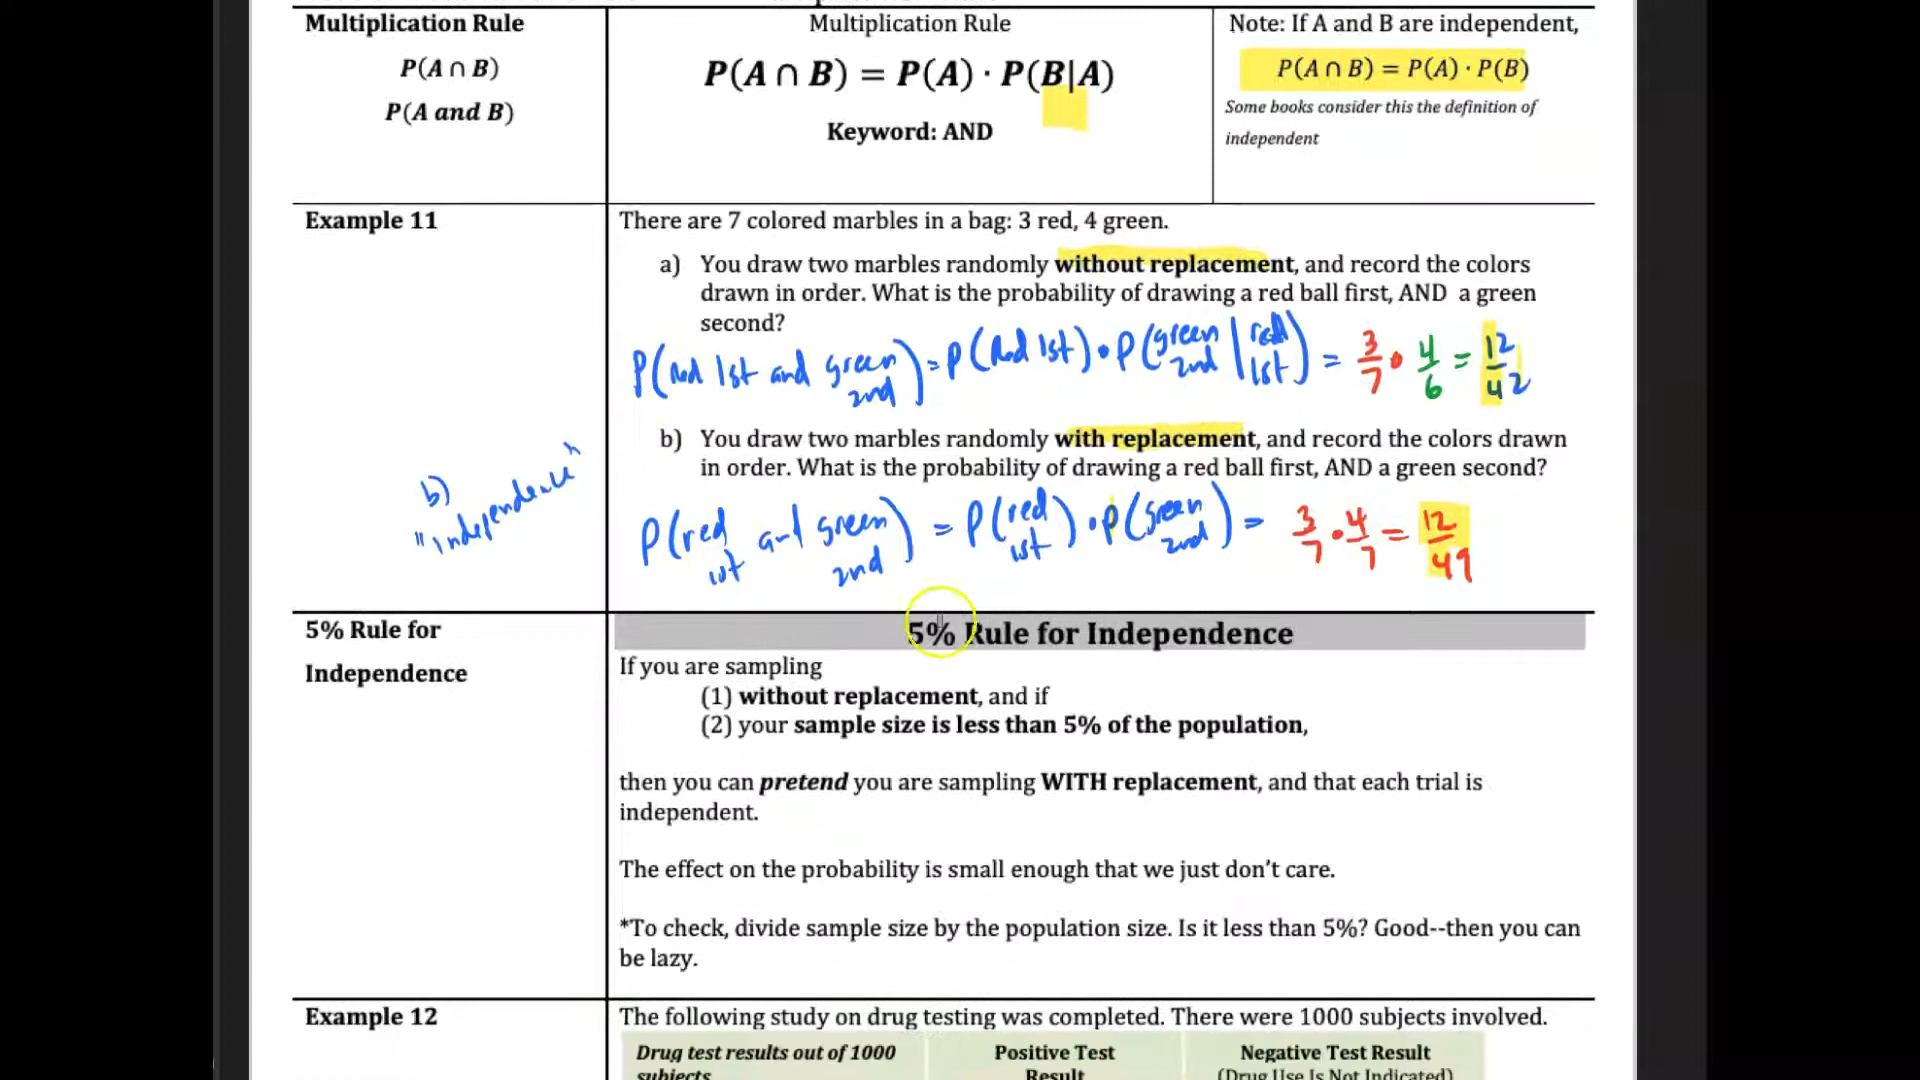 Multiplication Rule
P(A ∩ B)
P(A and B)
Multiplication Rule
P(A ∩ B) = P(A) · P(B|A)
Keyword: AND
Note: If A and B are independent,
P(A ∩ B) = P(A) · P(B)
Some books consider this the definition of
independent
Example 11
There are 7 colored marbles in a bag: 3 red, 4 green.
a) You draw two marbles randomly without replacement, and record the colors
drawn in order. What is the probability of drawing a red ball first, AND a green
second?
P(red 1st and green 2nd) = P(Red 1st) • P(green 2nd | red 1st) = 3/7 • 4/6 = 12/42
b) You draw two marbles randomly with replacement, and record the colors drawn
in order. What is the probability of drawing a red ball first, AND a green second?
b)
"independence"
P(red 1st and green 2nd) = P(red 1st) • P(green 2nd) = 3/7 • 4/7 = 12/49
5% Rule for
Independence
5% Rule for Independence
If you are sampling
(1) without replacement, and if
(2) your sample size is less than 5% of the population,
then you can pretend you are sampling WITH replacement, and that each trial is
independent.
The effect on the probability is small enough that we just don't care.
*To check, divide sample size by the population size. Is it less than 5%? Good--then you can
be lazy.
Example 12
The following study on drug testing was completed. There were 1000 subjects involved.
Drug test results out of 1000
subjects
Positive Test
Result
Negative Test Result
(Drug Use Is Not Indicated)